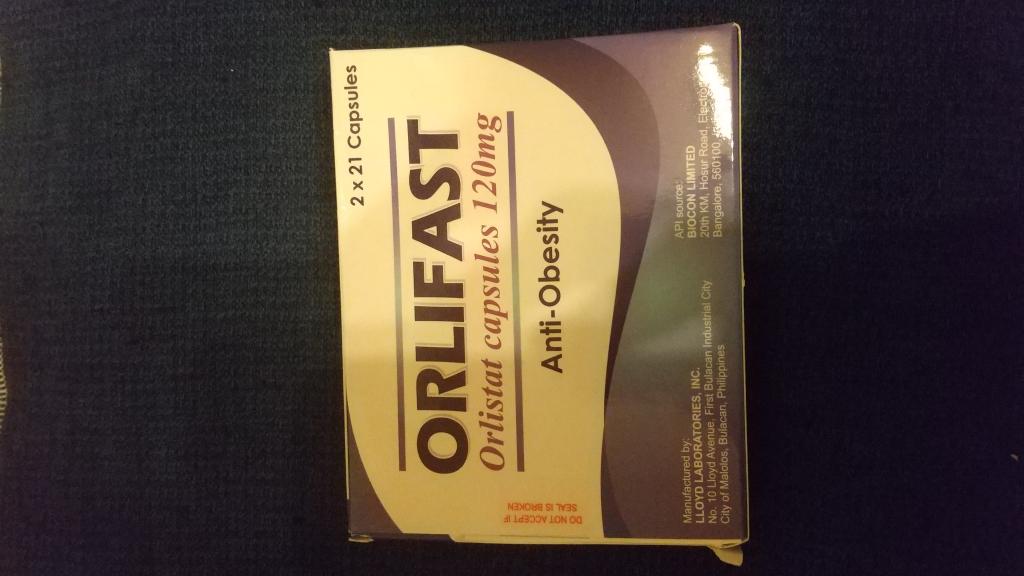 2 x 21 Capsules
ORLIFAST
Orlistat capsules 120mg
Anti-Obesity
DO NOT ACCEPT IF
SEAL IS BROKEN
Manufactured by:
LLOYD LABORATORIES, INC.
No. 10 Lloyd Avenue, First Bulacan Industrial City
City of Malolos, Bulacan, Philippines
API source:
BIOCON LIMITED
20th KM, Hosur Road,
Bangalore, 560100,